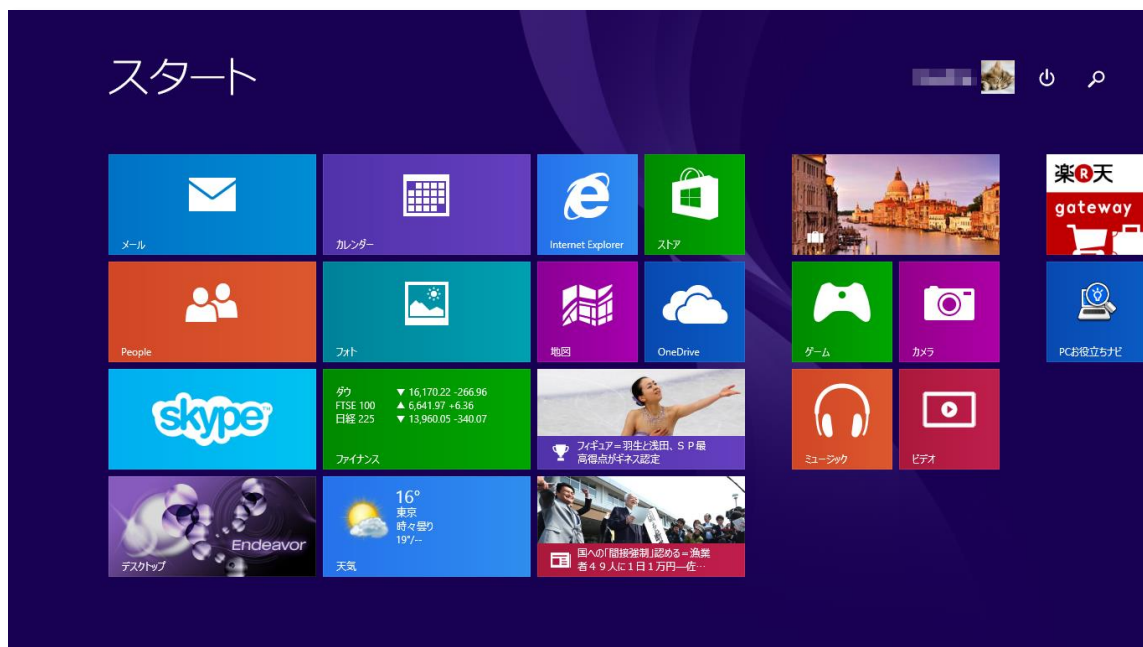 スタート
メール
カレンダー
Internet Explorer
ストア
楽R天
gateway
People
フォト
地図
OneDrive
ゲーム
カメラ
PCお役立ちナビ
skype
ダウ ▼ 16,170.22 -266.96
FTSE 100 ▲ 6,641.97 +6.36
日経 225 ▼ 13,960.05 -340.07
ファイナンス
フィギュア=羽生と浅田、ＳＰ最
高得点がギネス認定
ミュージック
ビデオ
Endeavor
デスクトップ
16°
東京
時々曇り
19°/--
天気
国への「間接強制」認める=漁業
者４９人に１日１万円―佐…